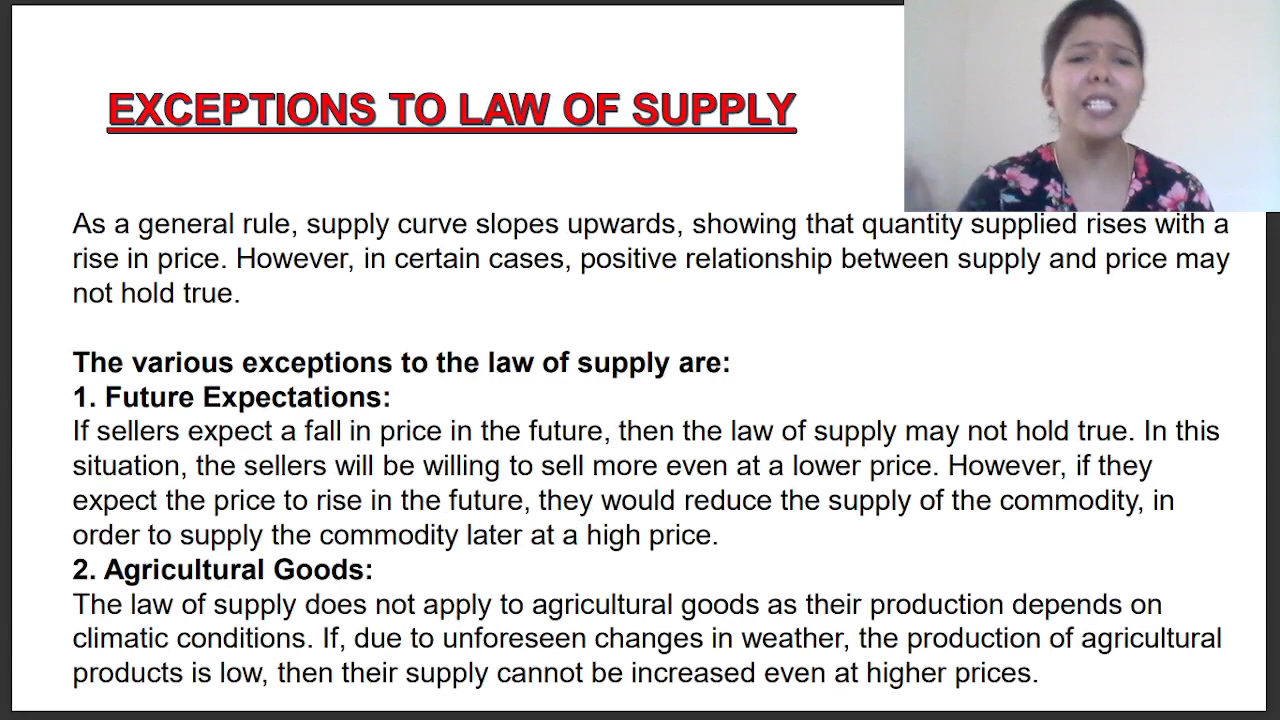 EXCEPTIONS TO LAW OF SUPPLY
As a general rule, supply curve slopes upwards, showing that quantity supplied rises with a
rise in price. However, in certain cases, positive relationship between supply and price may
not hold true.
The various exceptions to the law of supply are:
1. Future Expectations:
If sellers expect a fall in price in the future, then the law of supply may not hold true. In this
situation, the sellers will be willing to sell more even at a lower price. However, if they
expect the price to rise in the future, they would reduce the supply of the commodity, in
order to supply the commodity later at a high price.
2. Agricultural Goods:
The law of supply does not apply to agricultural goods as their production depends on
climatic conditions. If, due to unforeseen changes in weather, the production of agricultural
products is low, then their supply cannot be increased even at higher prices.